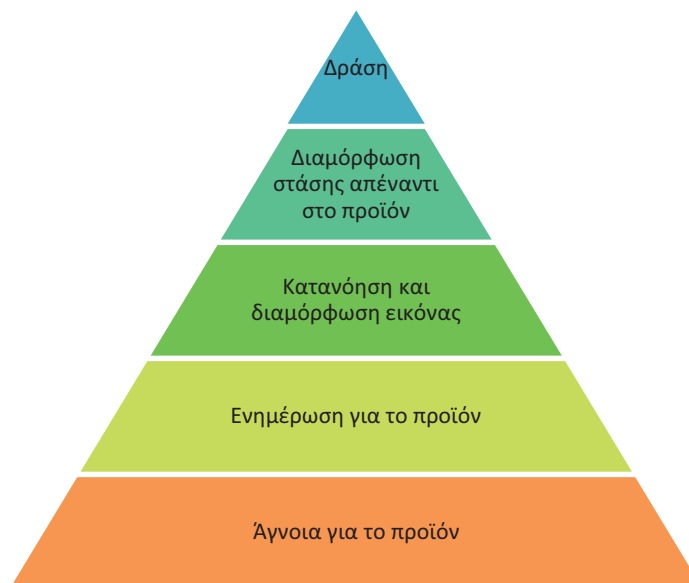 Δράση
Διαμόρφωση
στάσης απέναντι
στο προϊόν
Κατανόηση και
διαμόρφωση εικόνας
Ενημέρωση για το προϊόν
Άγνοια για το προϊόν